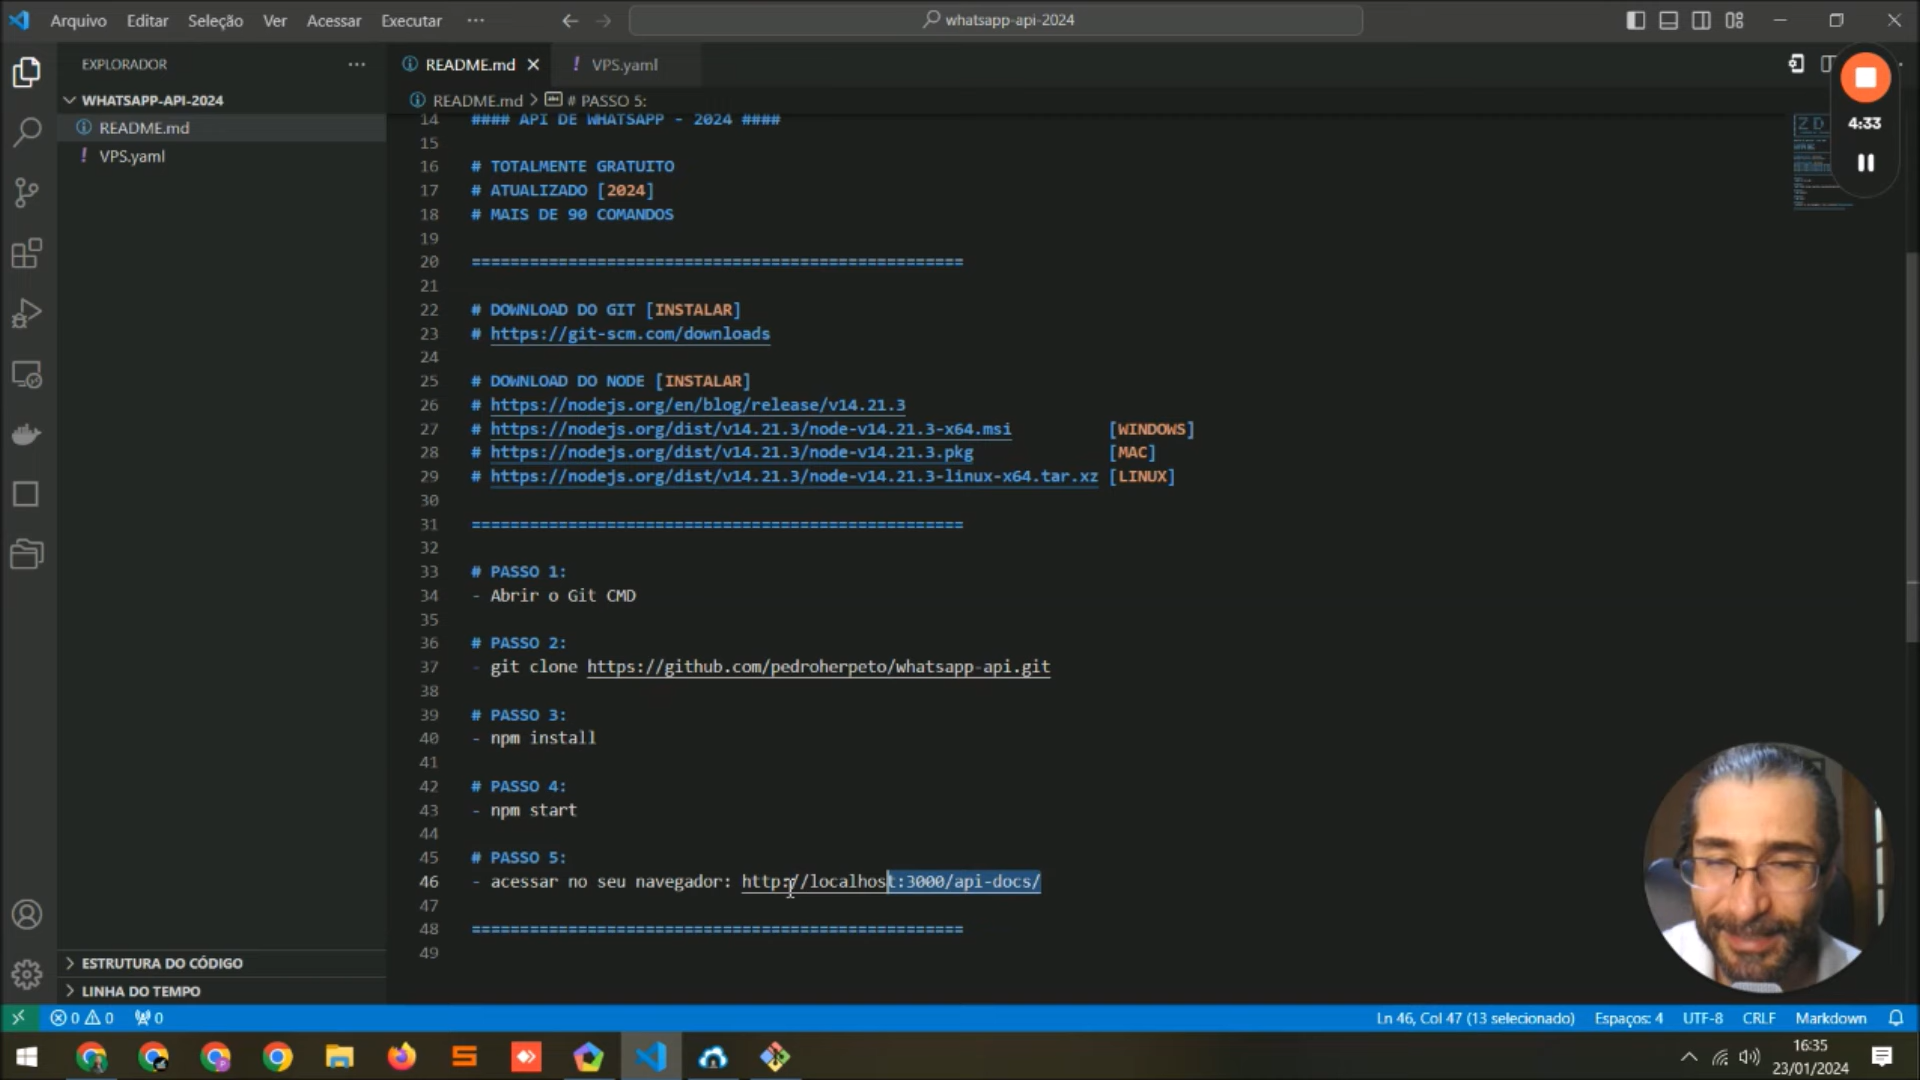 Arquivo Editar Seleção Ver Acessar Executar ··· whatsapp-api-2024
EXPLORADOR ···
README.md VPS.yaml
WHATSAPP-API-2024
README.md
VPS.yaml
README.md > # PASSO 5:
4:33
14 #### API DE WHATSAPP - 2024 ####
15
16 # TOTALMENTE GRATUITO
17 # ATUALIZADO [2024]
18 # MAIS DE 90 COMANDOS
19
20 ===================================================
21
22 # DOWNLOAD DO GIT [INSTALAR]
23 # https://git-scm.com/downloads
24
25 # DOWNLOAD DO NODE [INSTALAR]
26 # https://nodejs.org/en/blog/release/v14.21.3
27 # https://nodejs.org/dist/v14.21.3/node-v14.21.3-x64.msi [WINDOWS]
28 # https://nodejs.org/dist/v14.21.3/node-v14.21.3.pkg [MAC]
29 # https://nodejs.org/dist/v14.21.3/node-v14.21.3-linux-x64.tar.xz [LINUX]
30
31 ===================================================
32
33 # PASSO 1:
34 - Abrir o Git CMD
35
36 # PASSO 2:
37 - git clone https://github.com/pedroherpeto/whatsapp-api.git
38
39 # PASSO 3:
40 - npm install
41
42 # PASSO 4:
43 - npm start
44
45 # PASSO 5:
46 - acessar no seu navegador: http://localhost:3000/api-docs/
47
48 ===================================================
49
ESTRUTURA DO CÓDIGO
LINHA DO TEMPO
0 0 0 Ln 46, Col 47 (13 selecionado) Espaços: 4 UTF-8 CRLF Markdown
16:35
23/01/2024